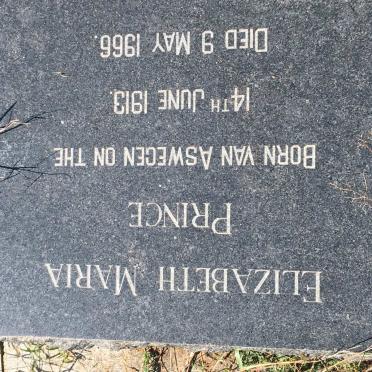 ELIZABETH MARIA
PRINCE
BORN VAN ASWEGEN ON THE
14TH JUNE 1913.
DIED 9 MAY 1966.